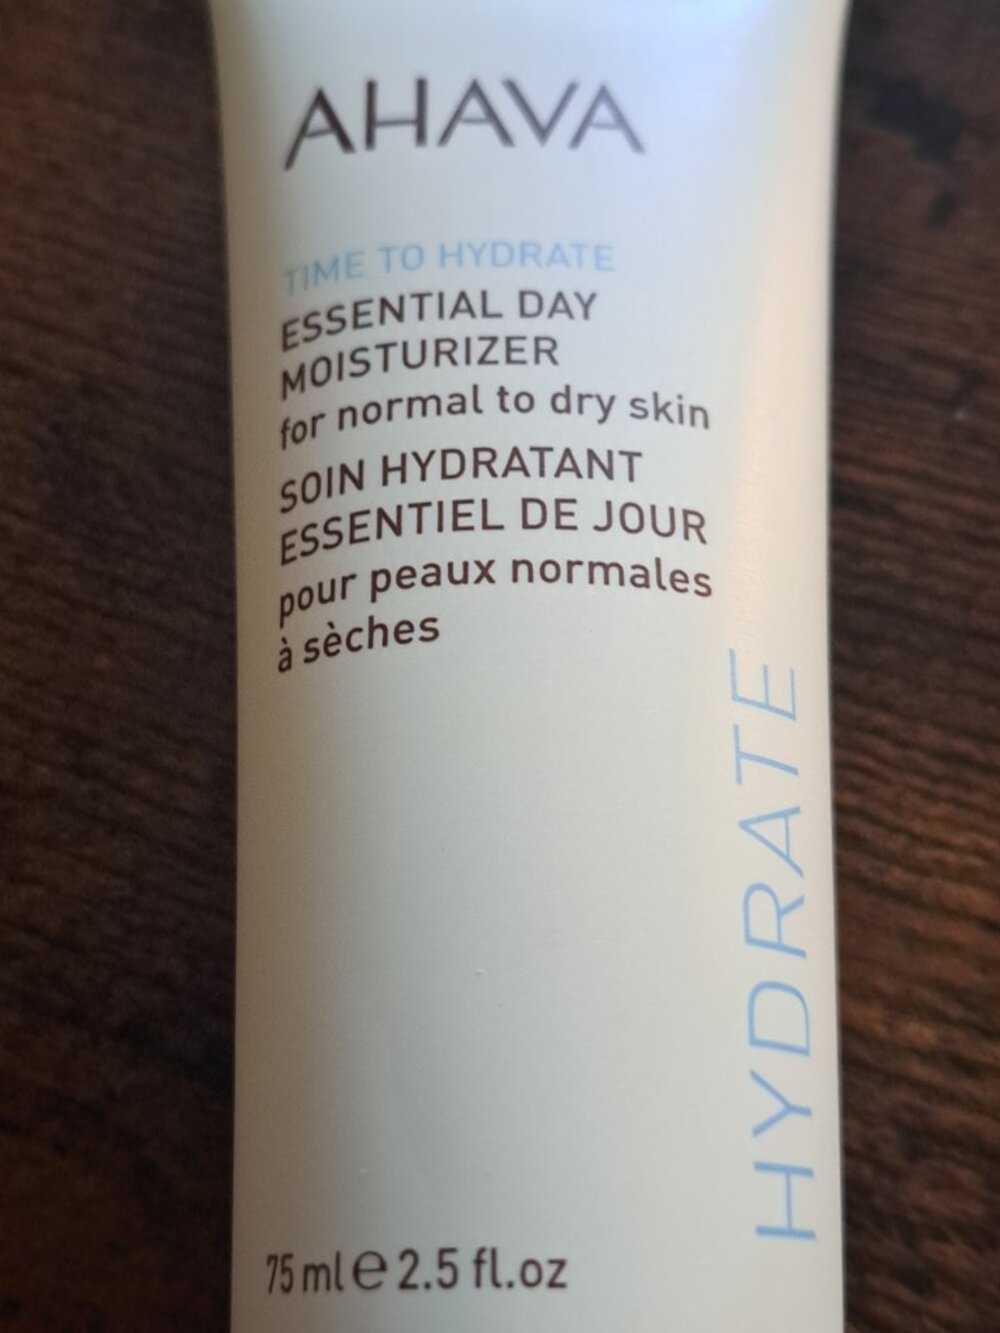 AHAVA
TIME TO HYDRATE
ESSENTIAL DAY
MOISTURIZER
for normal to dry skin
SOIN HYDRATANT
ESSENTIEL DE JOUR
pour peaux normales
à sèches
HYDRATE
75 ml e 2.5 fl.oz